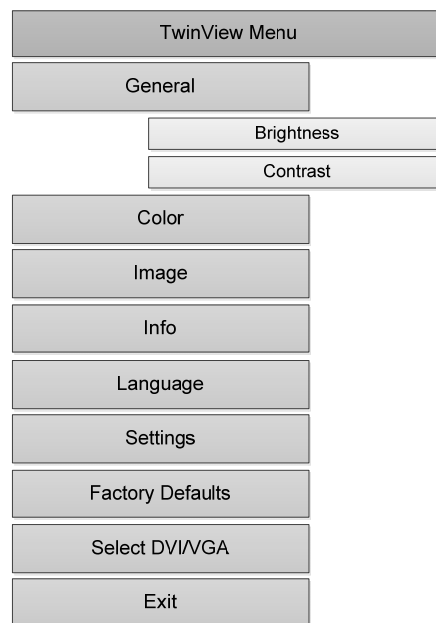 TwinView Menu
General
Brightness
Contrast
Color
Image
Info
Language
Settings
Factory Defaults
Select DVI/VGA
Exit